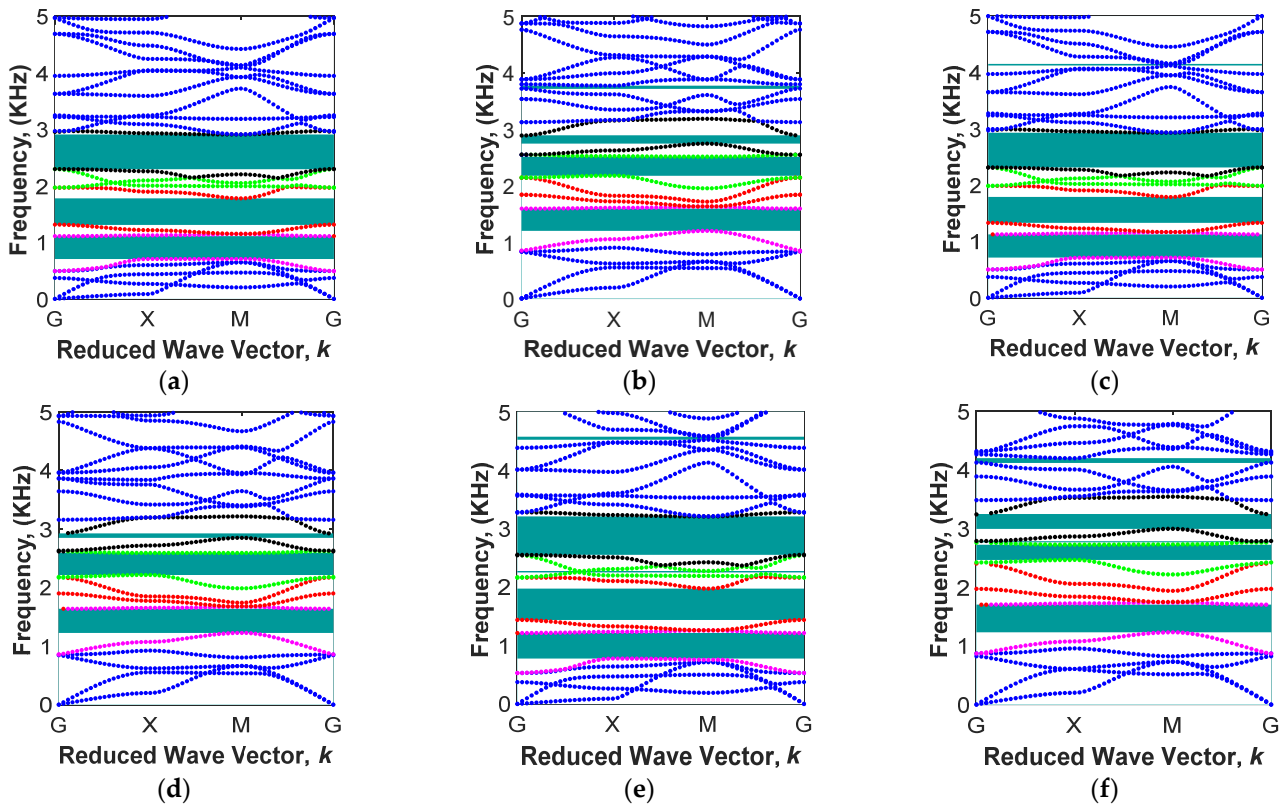 5
4
3
2
1
0
Frequency, (KHz)
G X M G
Reduced Wave Vector, k
(a)
5
4
3
2
1
0
Frequency, (KHz)
G X M G
Reduced Wave Vector, k
(b)
5
4
3
2
1
0
Frequency, (KHz)
G X M G
Reduced Wave Vector, k
(c)
5
4
3
2
1
0
Frequency, (KHz)
G X M G
Reduced Wave Vector, k
(d)
5
4
3
2
1
0
Frequency, (KHz)
G X M G
Reduced Wave Vector, k
(e)
5
4
3
2
1
0
Frequency, (KHz)
G X M G
Reduced Wave Vector, k
(f)